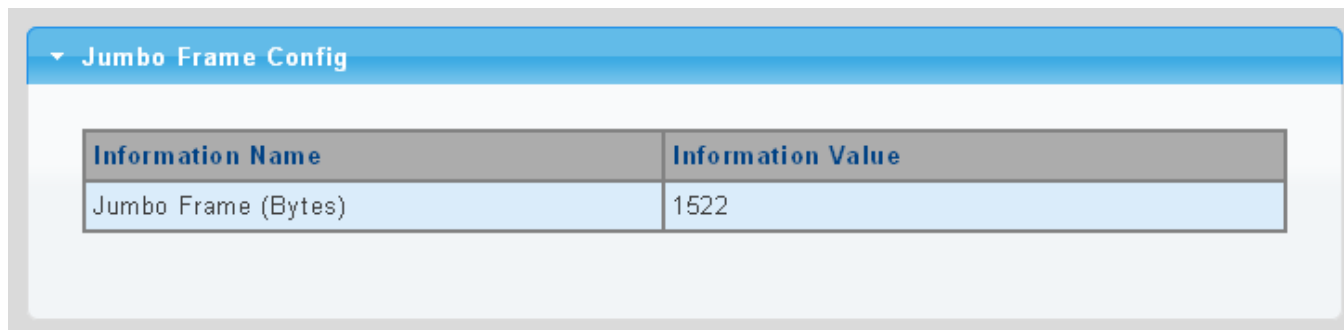 Jumbo Frame Config
Information Name Information Value
Jumbo Frame (Bytes) 1522